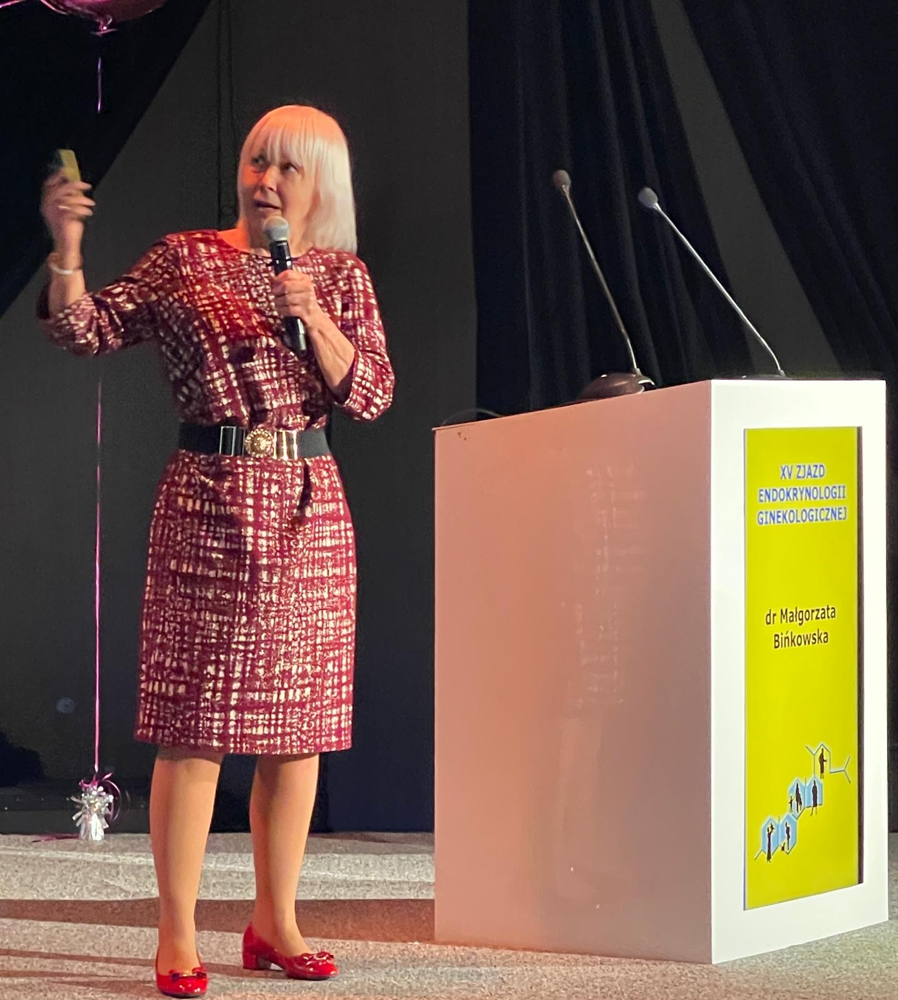 XV ZJAZD
ENDOKRYNOLOGII
GINEKOLOGICZNEJ
dr Małgorzata
Bińkowska